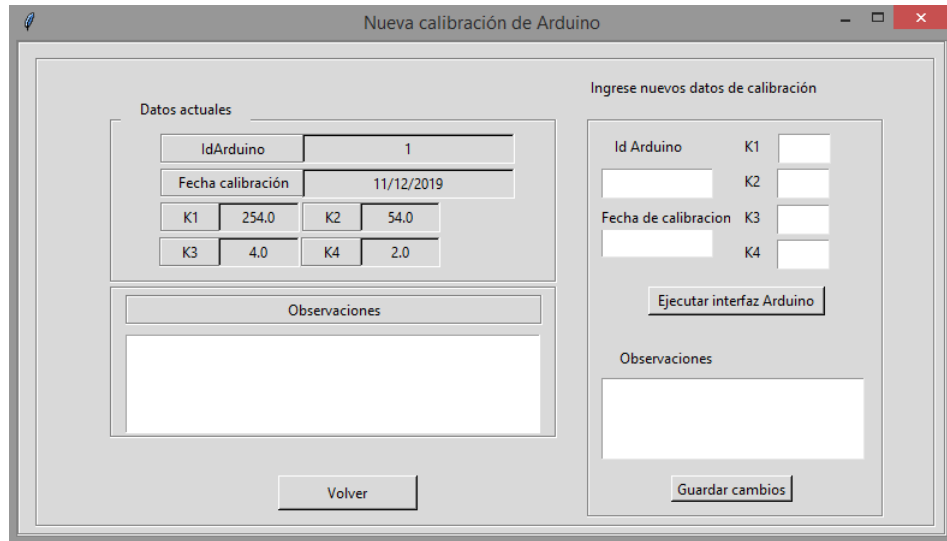 Nueva calibración de Arduino
Datos actuales
IdArduino 1
Fecha calibración 11/12/2019
K1 254.0 K2 54.0
K3 4.0 K4 2.0
Observaciones
Volver
Ingrese nuevos datos de calibración
Id Arduino K1
K2
Fecha de calibracion K3
K4
Ejecutar interfaz Arduino
Observaciones
Guardar cambios